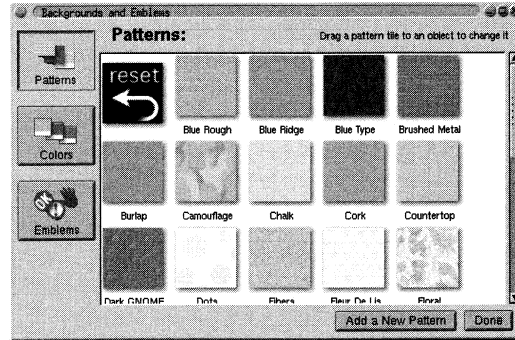 Backgrounds and Emblems
Patterns:
Drag a pattern tile to an object to change it
Patterns
Colors
OK
Emblems
reset
Blue Rough
Blue Ridge
Blue Type
Brushed Metal
Burlap
Camouflage
Chalk
Cork
Countertop
Dark GNOME
Dots
Fibers
Fleur De Lis
Floral
Add a New Pattern
Done